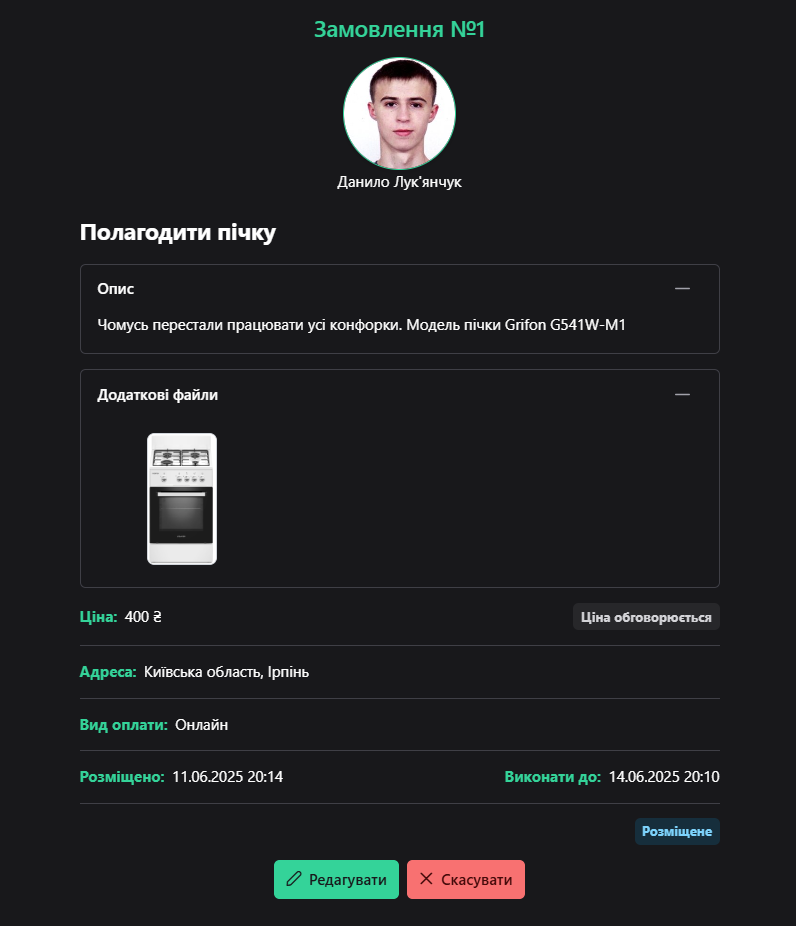 Замовлення №1
Данило Лук'янчук
Полагодити пічку
Опис
Чомусь перестали працювати усі конфорки. Модель пічки Grifon G541W-M1
Додаткові файли
Ціна: 400 ₴ Ціна обговорюється
Адреса: Київська область, Ірпінь
Вид оплати: Онлайн
Розміщено: 11.06.2025 20:14 Виконати до: 14.06.2025 20:10
Розміщене
Редагувати Скасувати